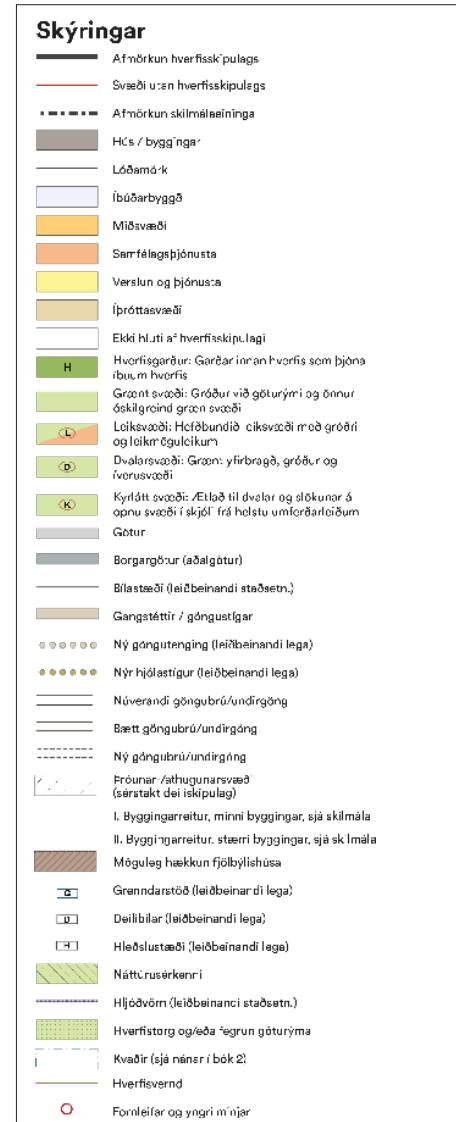 Skýringar
Afmörkun hverfisskipulags
Svæði utan hverfisskipulags
Afmörkun skilmálaeininga
Hús / byggingar
Lóðamörk
Íbúðarbyggð
Miðsvæði
Samfélagsþjónusta
Verslun og þjónusta
Íþróttasvæði
Ekki hluti af hverfisskipulagi
H
Hverfisgarður: Garðar innan hverfis sem þjóna
íbúum hverfis
Grænt svæði: Gróður við göturými og önnur
óskilgreind græn svæði
L
Leiksvæði: Hefðbundið leiksvæði með gróðri
og leikmöguleikum
D
Dvalarsvæði: Grænt yfirbragð, gróður og
íverusvæði
K
Kyrlátt svæði: Ætlað til dvalar og slökunar á
opnu svæði í skjóli frá helstu umferðarleiðum
Götur
Borgargötur (aðalgötur)
Bílastæði (leiðbeinandi staðsetn.)
Gangstéttir / göngustígar
Ný göngutenging (leiðbeinandi lega)
Nýr hjólastígur (leiðbeinandi lega)
Núverandi göngubrú/undirgöng
Bætt göngubrú/undirgöng
Ný göngubrú/undirgöng
Þróunar-/athugunarsvæði
(sérstakt deiliskipulag)
I. Byggingarreitur, minni byggingar, sjá skilmála
II. Byggingarreitur, stærri byggingar, sjá skilmála
Möguleg hækkun fjölbýlishúsa
G
Grenndarstöð (leiðbeinandi lega)
D
Deilibílar (leiðbeinandi lega)
H
Hleðslustæði (leiðbeinandi lega)
Náttúrusérkenni
Hljóðvörn (leiðbeinandi staðsetn.)
Hverfistorg og/eða fegrun göturýma
Kvaðir (sjá nánar í bók 2)
Hverfisvernd
Fornleifar og yngri minjar